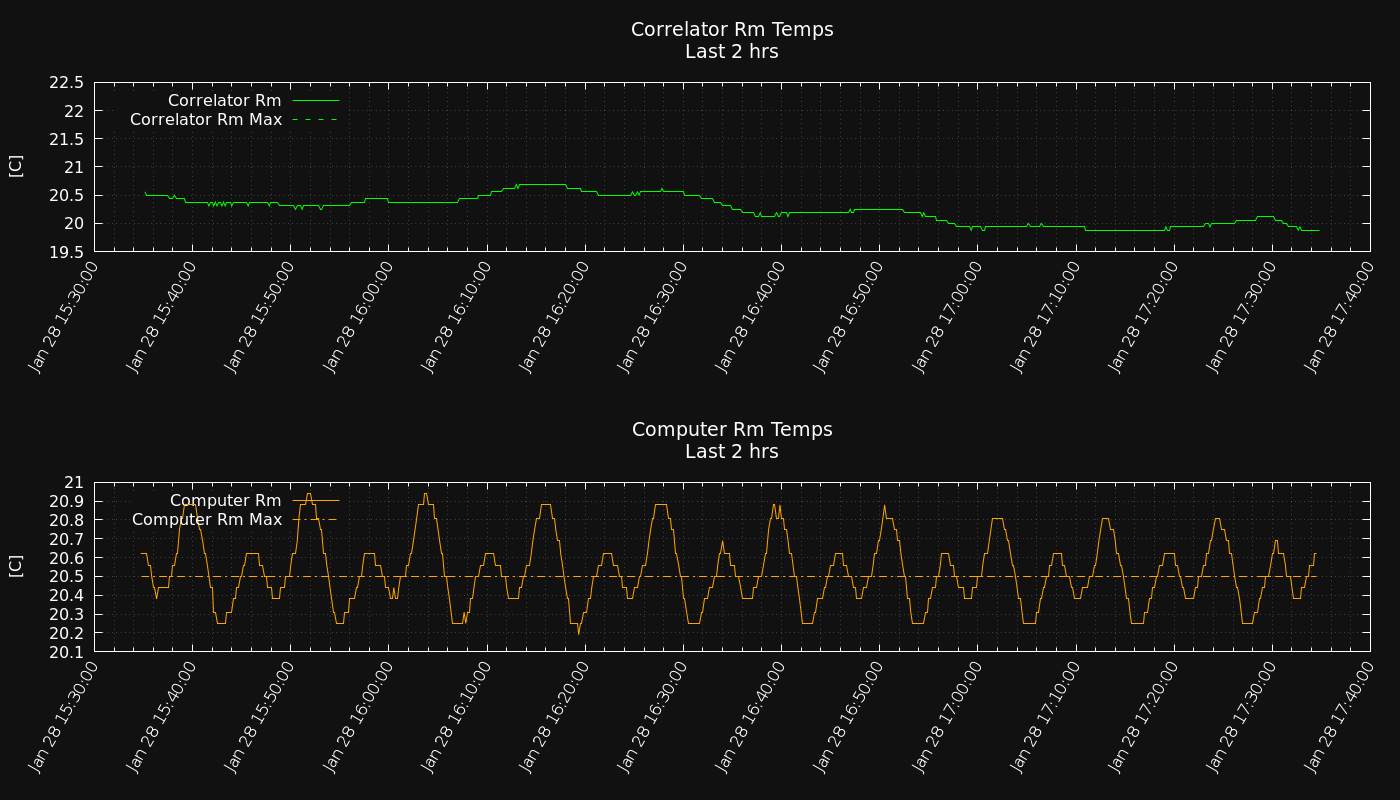 Correlator Rm Temps
Last 2 hrs
22.5
22
21.5
21
20.5
20
19.5
[C]
Correlator Rm
Correlator Rm Max
Jan 28 15:30:00
Jan 28 15:40:00
Jan 28 15:50:00
Jan 28 16:00:00
Jan 28 16:10:00
Jan 28 16:20:00
Jan 28 16:30:00
Jan 28 16:40:00
Jan 28 16:50:00
Jan 28 17:00:00
Jan 28 17:10:00
Jan 28 17:20:00
Jan 28 17:30:00
Jan 28 17:40:00
Computer Rm Temps
Last 2 hrs
21
20.9
20.8
20.7
20.6
20.5
20.4
20.3
20.2
20.1
[C]
Computer Rm
Computer Rm Max
Jan 28 15:30:00
Jan 28 15:40:00
Jan 28 15:50:00
Jan 28 16:00:00
Jan 28 16:10:00
Jan 28 16:20:00
Jan 28 16:30:00
Jan 28 16:40:00
Jan 28 16:50:00
Jan 28 17:00:00
Jan 28 17:10:00
Jan 28 17:20:00
Jan 28 17:30:00
Jan 28 17:40:00